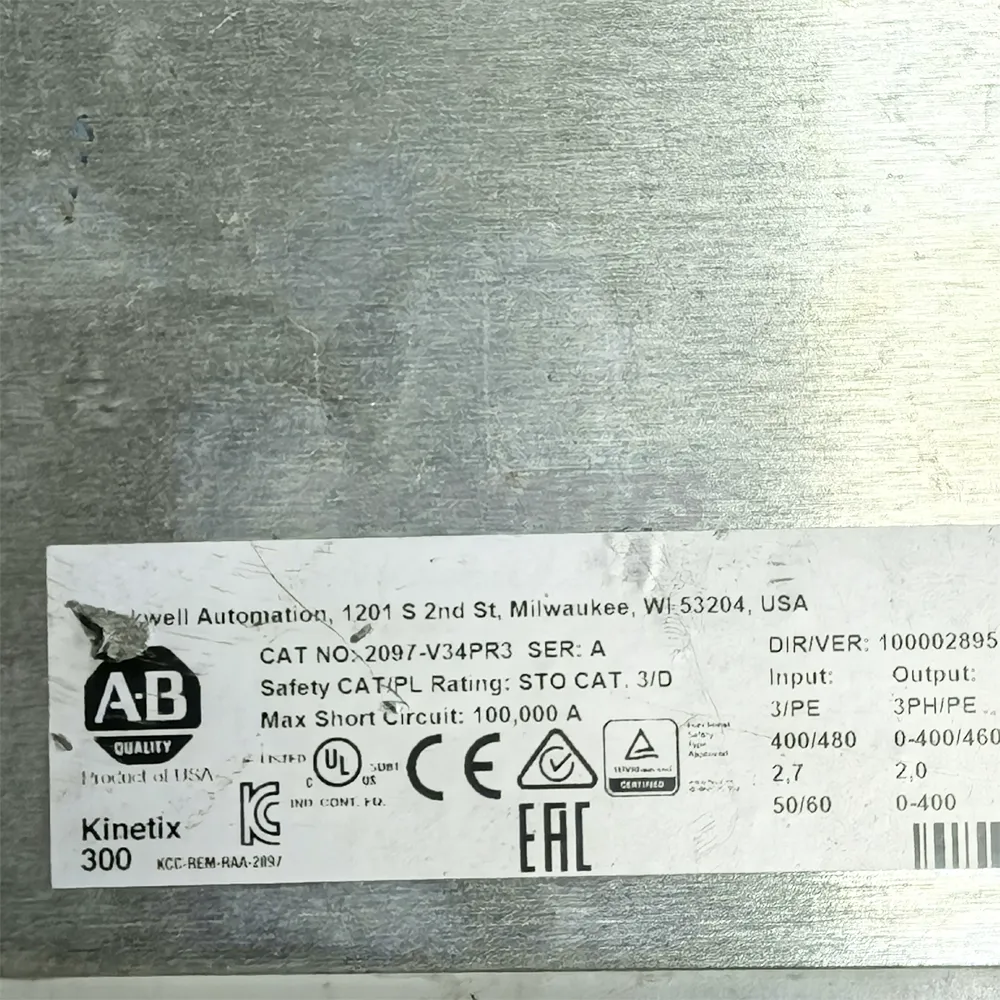 kwell Automation, 1201 S 2nd St, Milwaukee, WI 53204, USA
CAT NO: 2097-V34PR3 SER: A
Safety CAT/PL Rating: STO CAT. 3/D
Max Short Circuit: 100,000 A
A-B
QUALITY
Product of USA
LISTED
C UL US
IND CONT. EQ.
CE
CERTIFIED
EAC
Kinetix
300
KCC-REM-RAA-2097
DIR/VER: 100002895
Input: Output:
3/PE 3PH/PE
400/480 0-400/460
2,7 2,0
50/60 0-400